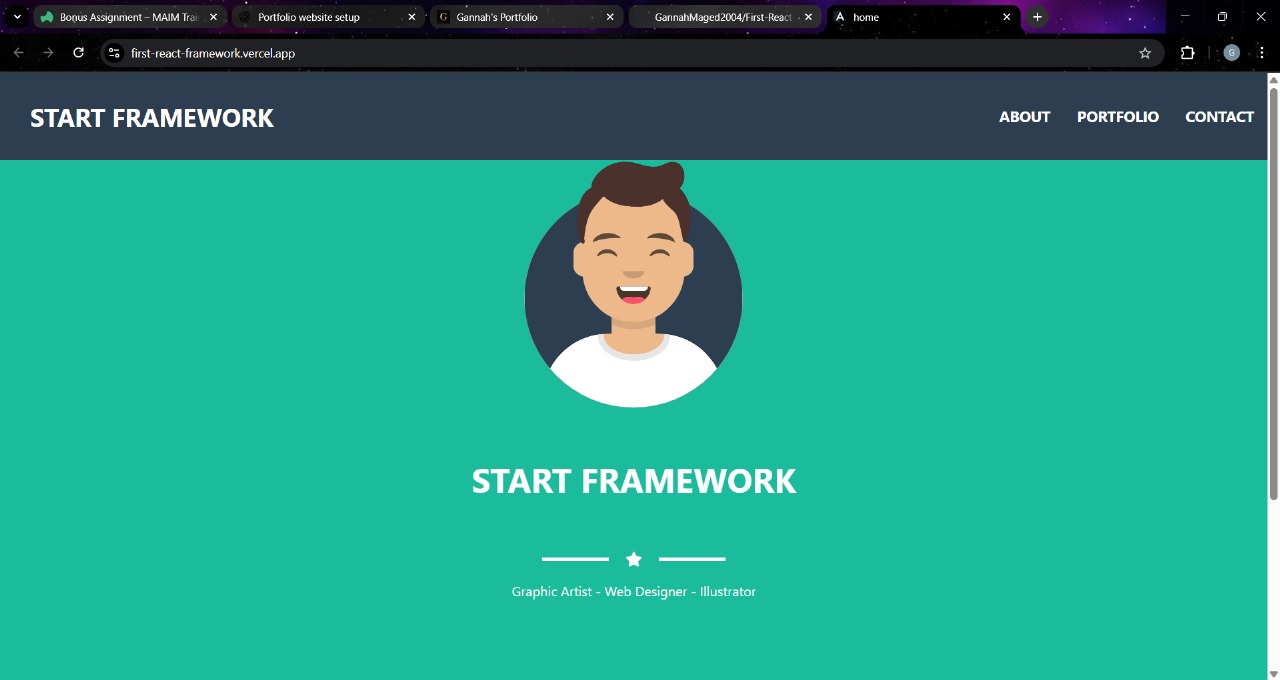 Bonus Assignment – MAIM Trai
Portfolio website setup
G Gannah's Portfolio
GannahMaged2004/First-React
A home
first-react-framework.vercel.app
G
START FRAMEWORK
ABOUT PORTFOLIO CONTACT
START FRAMEWORK
Graphic Artist - Web Designer - Illustrator